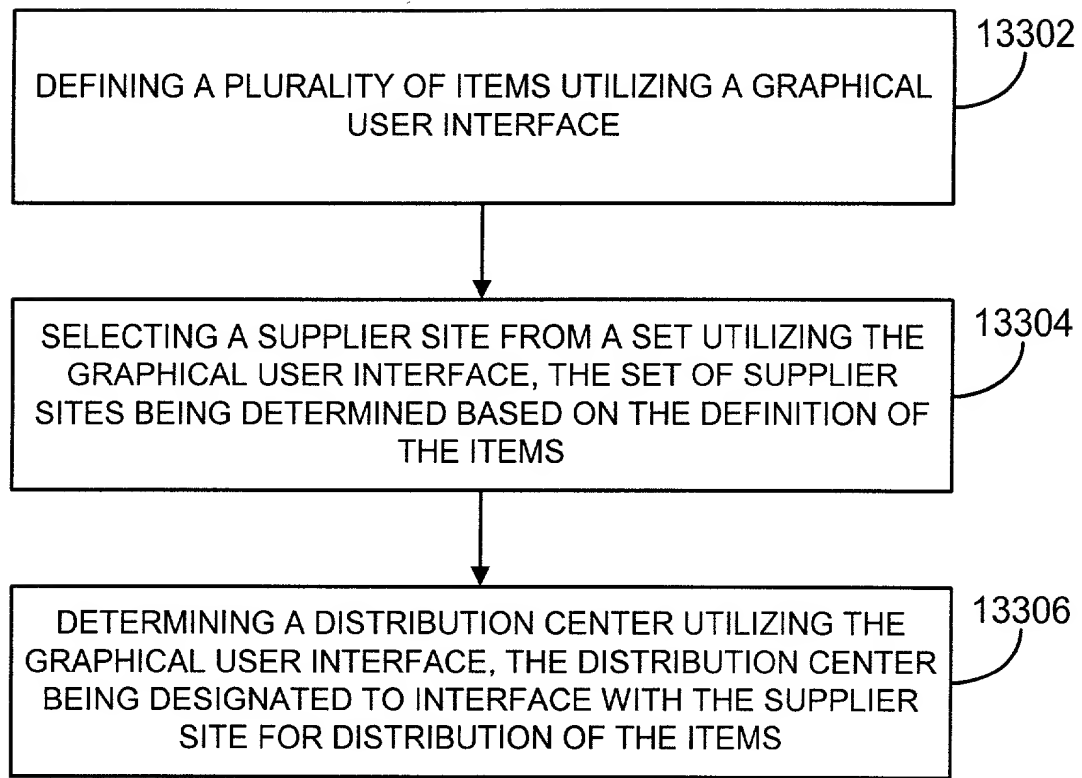 13302
DEFINING A PLURALITY OF ITEMS UTILIZING A GRAPHICAL
USER INTERFACE
13304
SELECTING A SUPPLIER SITE FROM A SET UTILIZING THE
GRAPHICAL USER INTERFACE, THE SET OF SUPPLIER
SITES BEING DETERMINED BASED ON THE DEFINITION OF
THE ITEMS
13306
DETERMINING A DISTRIBUTION CENTER UTILIZING THE
GRAPHICAL USER INTERFACE, THE DISTRIBUTION CENTER
BEING DESIGNATED TO INTERFACE WITH THE SUPPLIER
SITE FOR DISTRIBUTION OF THE ITEMS